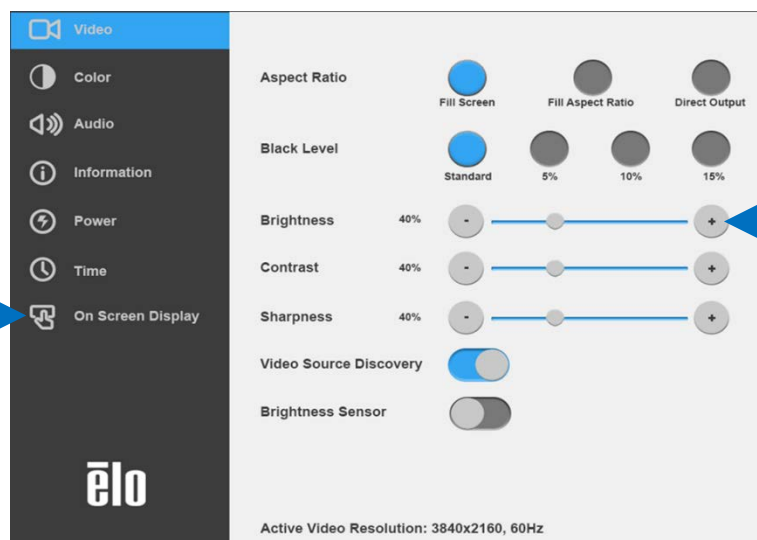 Video
Color
Audio
Information
Power
Time
On Screen Display
ēlo
Aspect Ratio
Fill Screen
Fill Aspect Ratio
Direct Output
Black Level
Standard
5%
10%
15%
Brightness 40% - +
Contrast 40% - +
Sharpness 40% - +
Video Source Discovery
Brightness Sensor
Active Video Resolution: 3840x2160, 60Hz